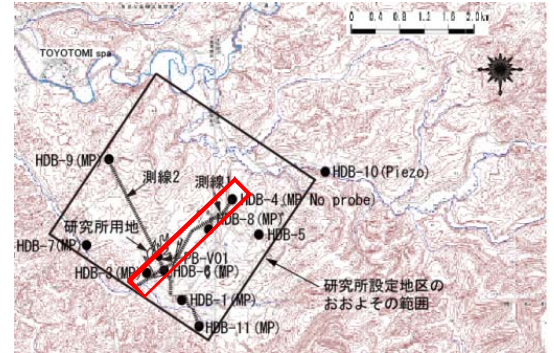 0 0.4 0.8 1.2 1.6 2.0km
TOYOTOMI spa
HDB-9(MP)
測線2
測線1
HDB-10(Piezo)
HDB-4(MP No probe)
HDB-8(MP)
研究所用地
HDB-5
HDB-7(MP)
PB-V01
HDB-3(MP)
HDB-6(MP)
研究所設定地区の
おおよその範囲
HDB-1(MP)
HDB-11(MP)